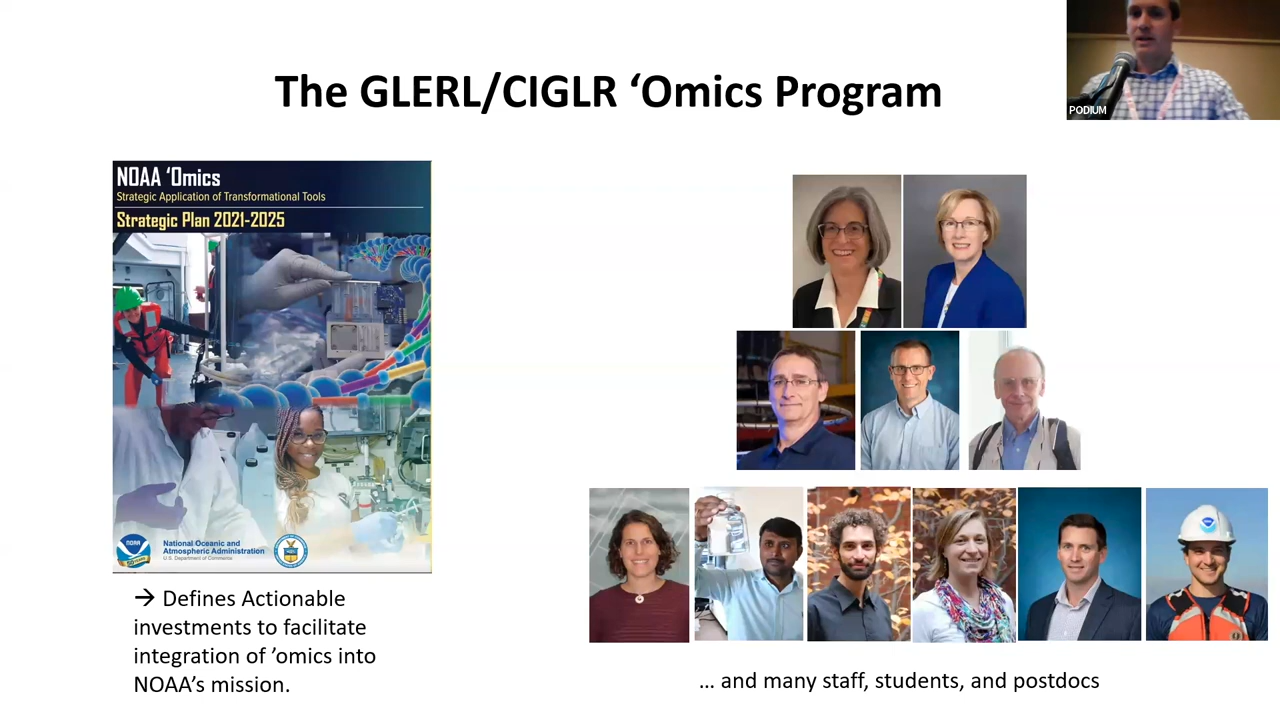 The GLERL/CIGLR ‘Omics Program
PODIUM
NOAA ‘Omics
Strategic Application of Transformational Tools
Strategic Plan 2021-2025
NOAA
National Oceanic and
Atmospheric Administration
U.S. Department of Commerce
→ Defines Actionable
investments to facilitate
integration of ’omics into
NOAA’s mission.
... and many staff, students, and postdocs